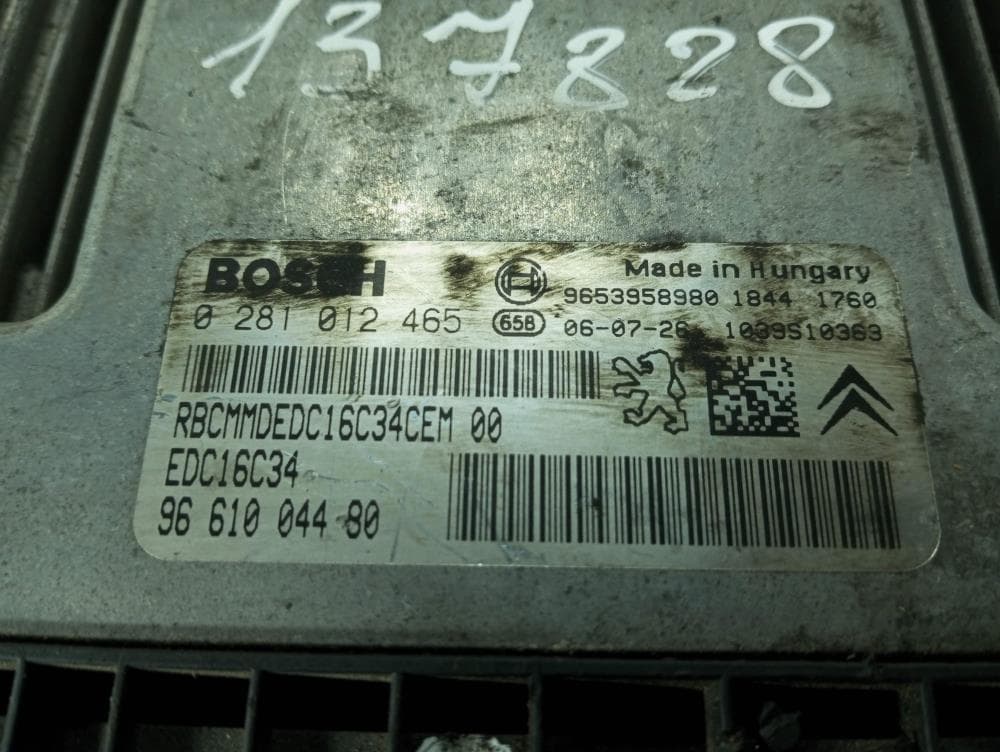 137828
BOSCH
Made in Hungary
9653958980 1844 1760
0 281 012 465
658
06-07-26 1039S10363
RBCMMDEDC16C34CEM 00
EDC16C34
96 610 044 80